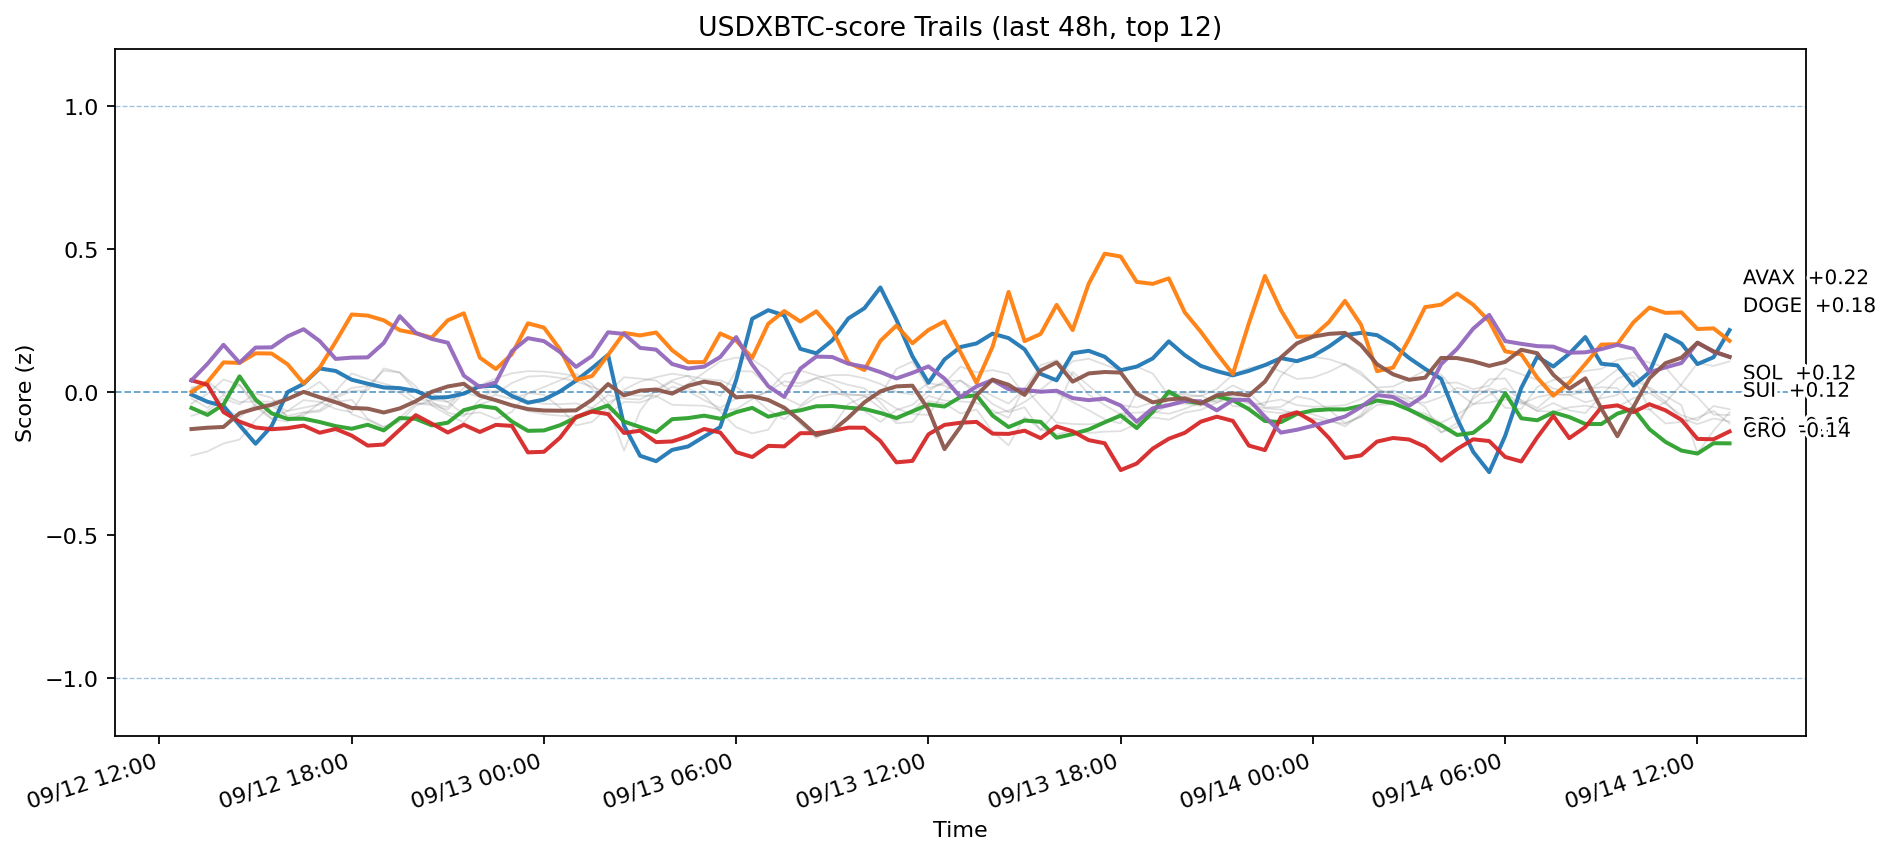 USDXBTC-score Trails (last 48h, top 12)
Score (z)
1.0
0.5
0.0
−0.5
−1.0
AVAX +0.22
DOGE +0.18
SOL +0.12
SUI +0.12
CRO -0.14
09/12 12:00
09/12 18:00
09/13 00:00
09/13 06:00
09/13 12:00
09/13 18:00
09/14 00:00
09/14 06:00
09/14 12:00
Time